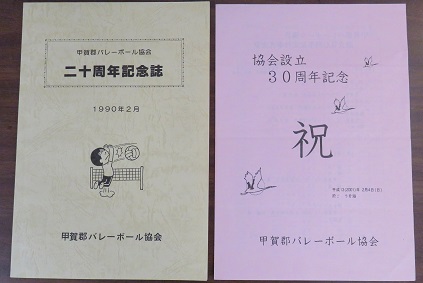 甲賀郡バレーボール協会
二十周年記念誌
1990年2月
甲賀郡バレーボール協会
協会設立
30周年記念
祝
甲賀郡バレーボール協会